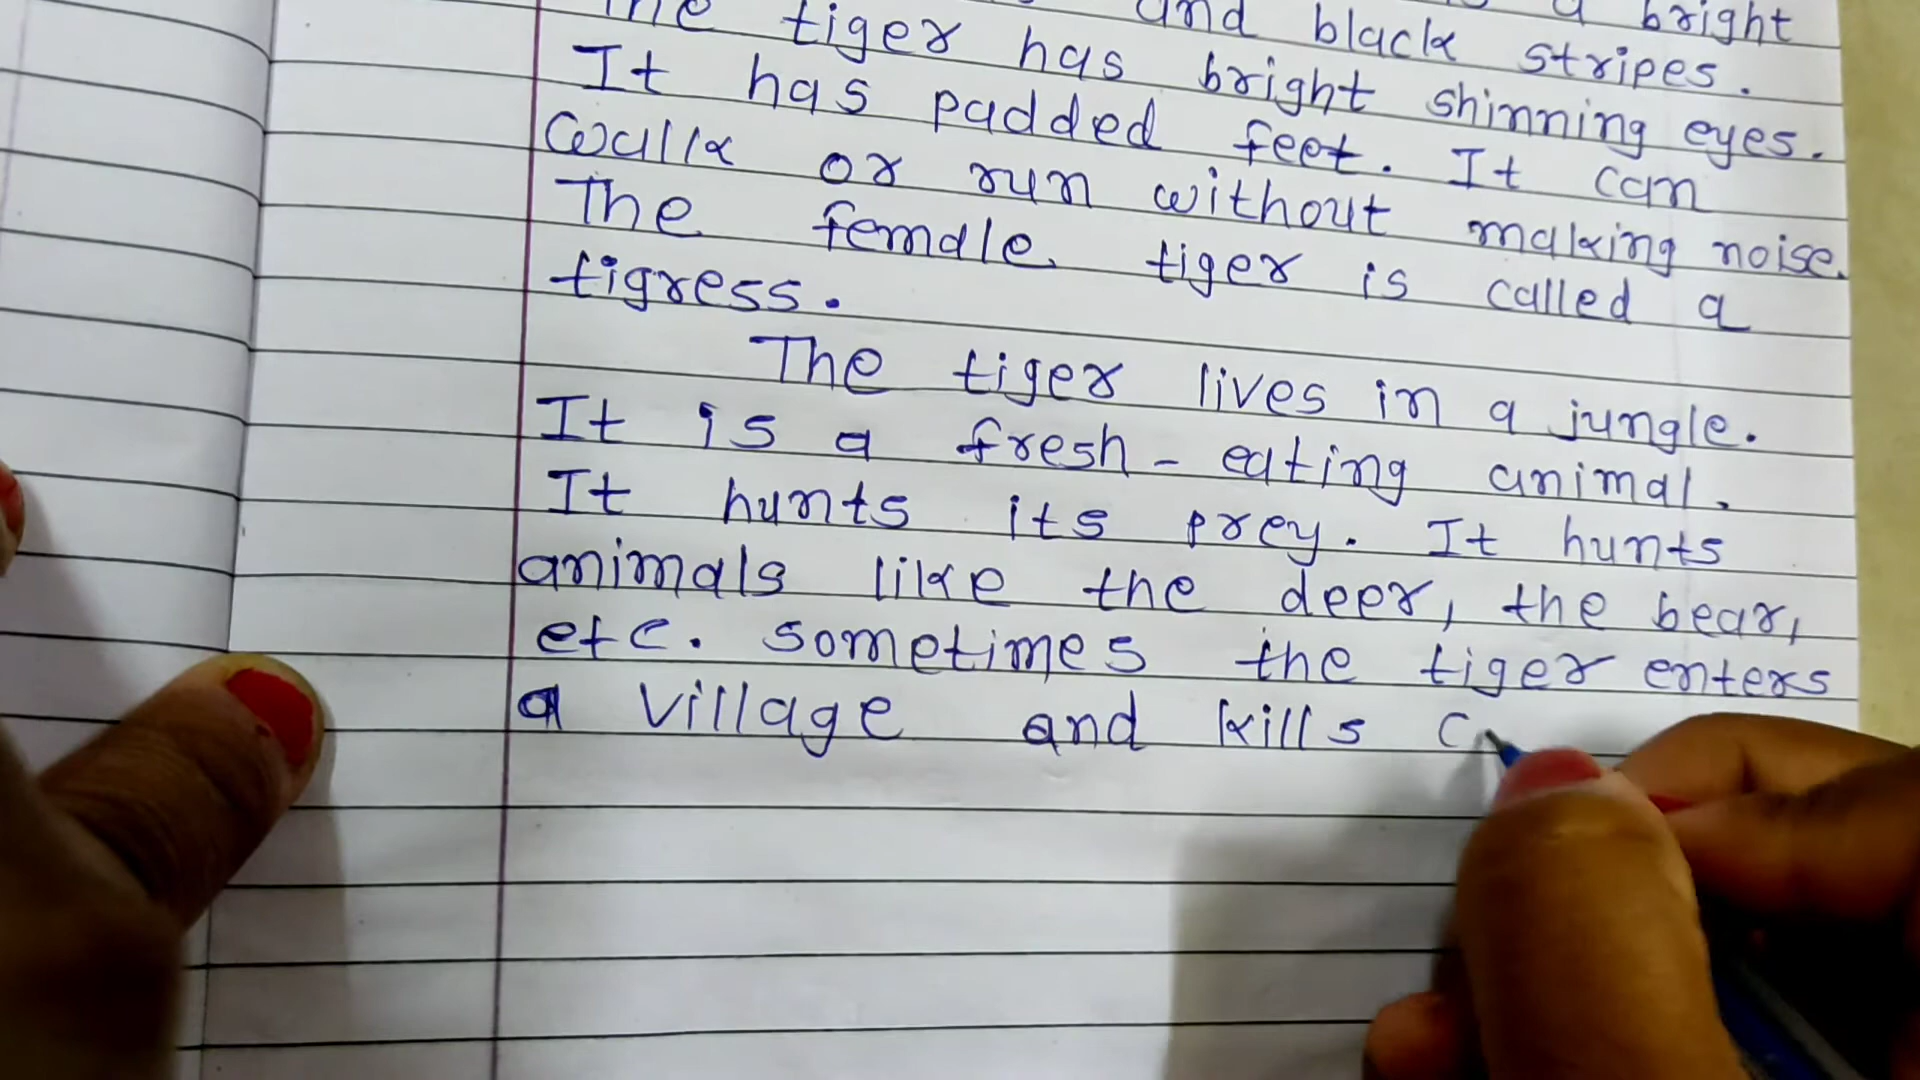 and black stripes.
The tiger has bright shinning eyes.
It has padded feet. It can
walk or run without making noise.
The female tiger is called a
tigress.
The tiger lives in a jungle.
It is a fresh-eating animal.
It hunts its prey. It hunts
animals like the deer, the bear,
etc. sometimes the tiger enters
a village and kills